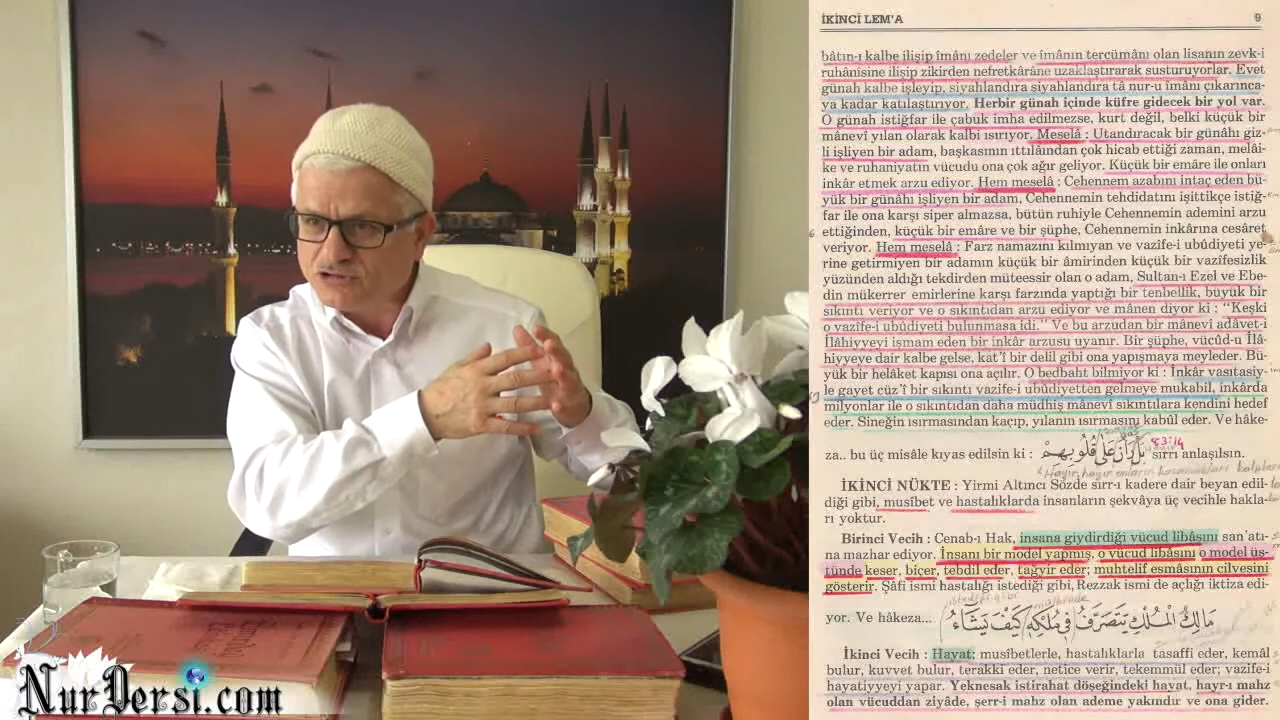 İKİNCİ LEM'A 9
bâtın-ı kalbe ilişip îmânı zedeler ve îmânın tercümânı olan lisanın zevk-i
ruhânisine ilişip zikirden nefretkârâne uzaklaştırarak susturuyorlar. Evet
günah kalbe işleyip, siyahlandıra siyahlandıra tâ nur-u îmânı çıkarınca-
ya kadar katılaştırıyor. Herbir günah içinde küfre gidecek bir yol var.
O günah istiğfar ile çabuk imha edilmezse, kurt değil, belki küçük bir
mânevî yılan olarak kalbi ısırıyor. Meselâ : Utandıracak bir günâhı giz-
li işliyen bir adam, başkasının ıttılâından çok hicab ettiği zaman, melâi-
ke ve ruhaniyatın vücudu ona çok ağır geliyor. Küçük bir emâre ile onları
inkâr etmek arzu ediyor. Hem meselâ : Cehennem azabını intaç eden bü-
yük bir günâhı işliyen bir adam, Cehennemin tehdidatını işittikçe istiğ-
far ile ona karşı siper almazsa, bütün ruhiyle Cehennemin ademini arzu
ettiğinden, küçük bir emâre ve bir şüphe, Cehennemin inkârına cesâret
veriyor. Hem meselâ : Farz namazını kılmıyan ve vazîfe-i ubûdiyeti ye-
rine getirmiyen bir adamın küçük bir âmirinden küçük bir vazîfesizlik
yüzünden aldığı tekdirden müteessir olan o adam, Sultan-ı Ezel ve Ebe-
din mükerrer emirlerine karşı farzında yaptığı bir tenbellik, büyük bir
sıkıntı veriyor ve o sıkıntıdan arzu ediyor ve mânen diyor ki : "Keşki
o vazîfe-i ubûdiyeti bulunmasa idi." Ve bu arzudan bir mânevî adâvet-i
İlâhiyyeyi işmam eden bir inkâr arzusu uyanır. Bir şüphe, vücûd-u İlâ-
hiyyeye dair kalbe gelse, kat'î bir delil gibi ona yapışmaya meyleder. Bü-
yük bir helâket kapısı ona açılır. O bedbaht bilmiyor ki : İnkâr vasıtasiy-
le gayet cüz'î bir sıkıntı vazife-i ubûdiyetten gelmeye mukabil, inkârda
milyonlar ile o sıkıntıdan daha müdhiş mânevî sıkıntılara kendini hedef
eder. Sineğin ısırmasından kaçıp, yılanın ısırmasını kabûl eder. Ve hâke-
za.. bu üç misâle kıyas edilsin ki : بَلْ رَانَ عَلَى قُلُوبِهِمْ sırrı anlaşılsın.
83:14
İKİNCİ NÜKTE : Yirmi Altıncı Sözde sırr-ı kadere dair beyan edil-
diği gibi, musîbet ve hastalıklarda insanların şekvâya üç vecihle hakla-
rı yoktur.
Birinci Vecih : Cenab-ı Hak, insana giydirdiği vücud libâsını san'atı-
na mazhar ediyor. İnsanı bir model yapmış, o vücud libâsını o model üs-
tünde keser, biçer, tebdil eder, tağyir eder; muhtelif esmâsının cilvesini
gösterir. Şâfi ismi hastalığı istediği gibi, Rezzak ismi de açlığı iktiza edi-
yor. Ve hâkeza... مَالِكُ الْمُلْكِ يَتَصَرَّفُ فِى مُلْكِهِ كَيْفَ يَشَاءُ
İkinci Vecih : Hayat; musîbetlerle, hastalıklarla tasaffi eder, kemâl
bulur, kuvvet bulur, terakki eder, netice verir, tekemmül eder; vazife-i
hayatiyyeyi yapar. Yeknesak istirahat döşeğindeki hayat, hayr-ı mahz
olan vücuddan ziyâde, şerr-i mahz olan ademe yakındır ve ona gider.
NurDersi.com